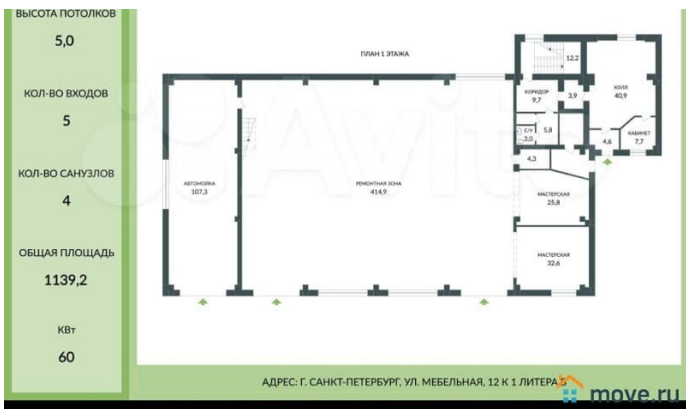 ВЫСОТА ПОТОЛКОВ
5,0
КОЛ-ВО ВХОДОВ
5
КОЛ-ВО САНУЗЛОВ
4
ОБЩАЯ ПЛОЩАДЬ
1139,2
КВт
60
ПЛАН 1 ЭТАЖА
12,2
ХОЛЛ
40,9
КОРИДОР
9,7
3,9
С/У
3,0
5,8
4,6
КАБИНЕТ
7,7
4,3
АВТОМОЙКА
107,3
РЕМОНТНАЯ ЗОНА
414,9
МАСТЕРСКАЯ
25,8
МАСТЕРСКАЯ
32,6
Avito
АДРЕС: Г. САНКТ-ПЕТЕРБУРГ, УЛ. МЕБЕЛЬНАЯ, 12 К 1 ЛИТЕРА Б
move.ru